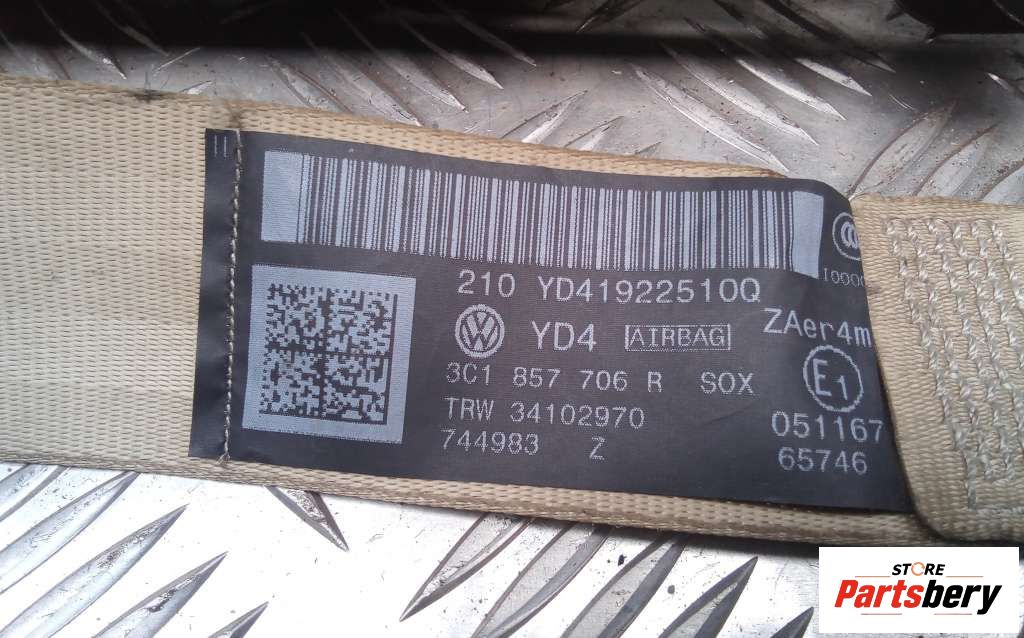 210 YD41922510Q
YD4 AIRBAG ZAer4m
3C1 857 706 R SOX E1
TRW 34102970 051167
744983 Z 65746
STORE
Partsbery